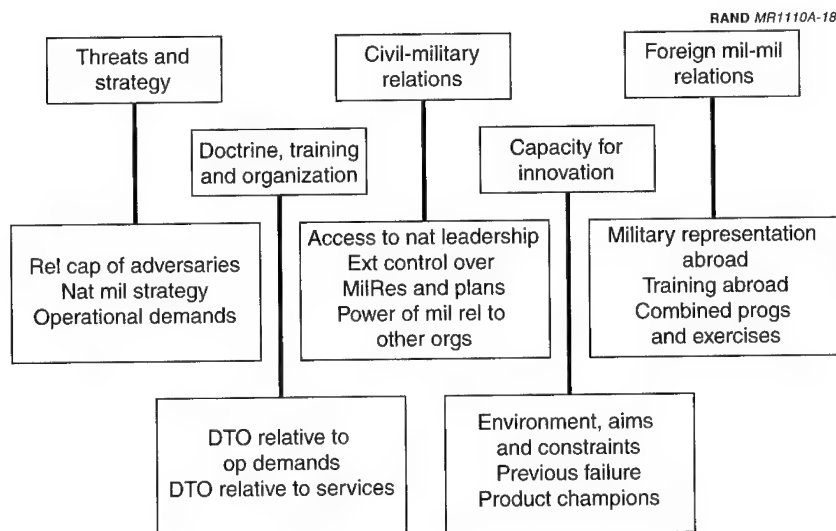 RAND MR1110A-18
Threats and
strategy
Civil-military
relations
Foreign mil-mil
relations
Doctrine, training
and organization
Capacity for
innovation
Rel cap of adversaries
Nat mil strategy
Operational demands
Access to nat leadership
Ext control over
MilRes and plans
Power of mil rel to
other orgs
Military representation
abroad
Training abroad
Combined progs
and exercises
DTO relative to
op demands
DTO relative to services
Environment, aims
and constraints
Previous failure
Product champions